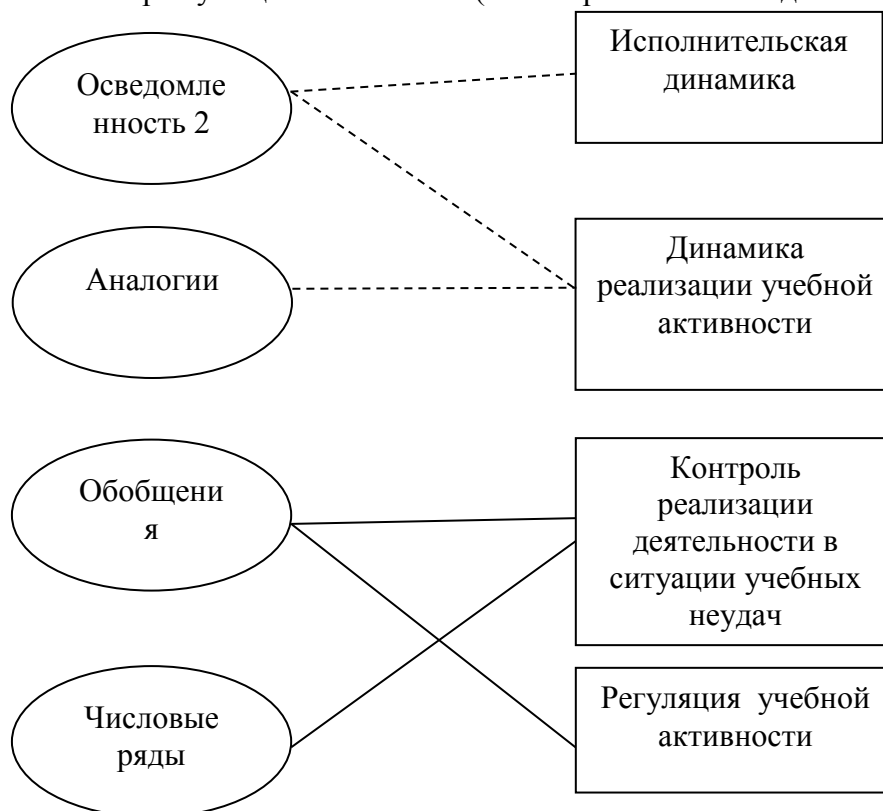 Исполнительская
динамика
Осведомле
нность 2
Аналогии
Динамика
реализации учебной
активности
Обобщени
я
Контроль
реализации
деятельности в
ситуации учебных
неудач
Числовые
ряды
Регуляция учебной
активности